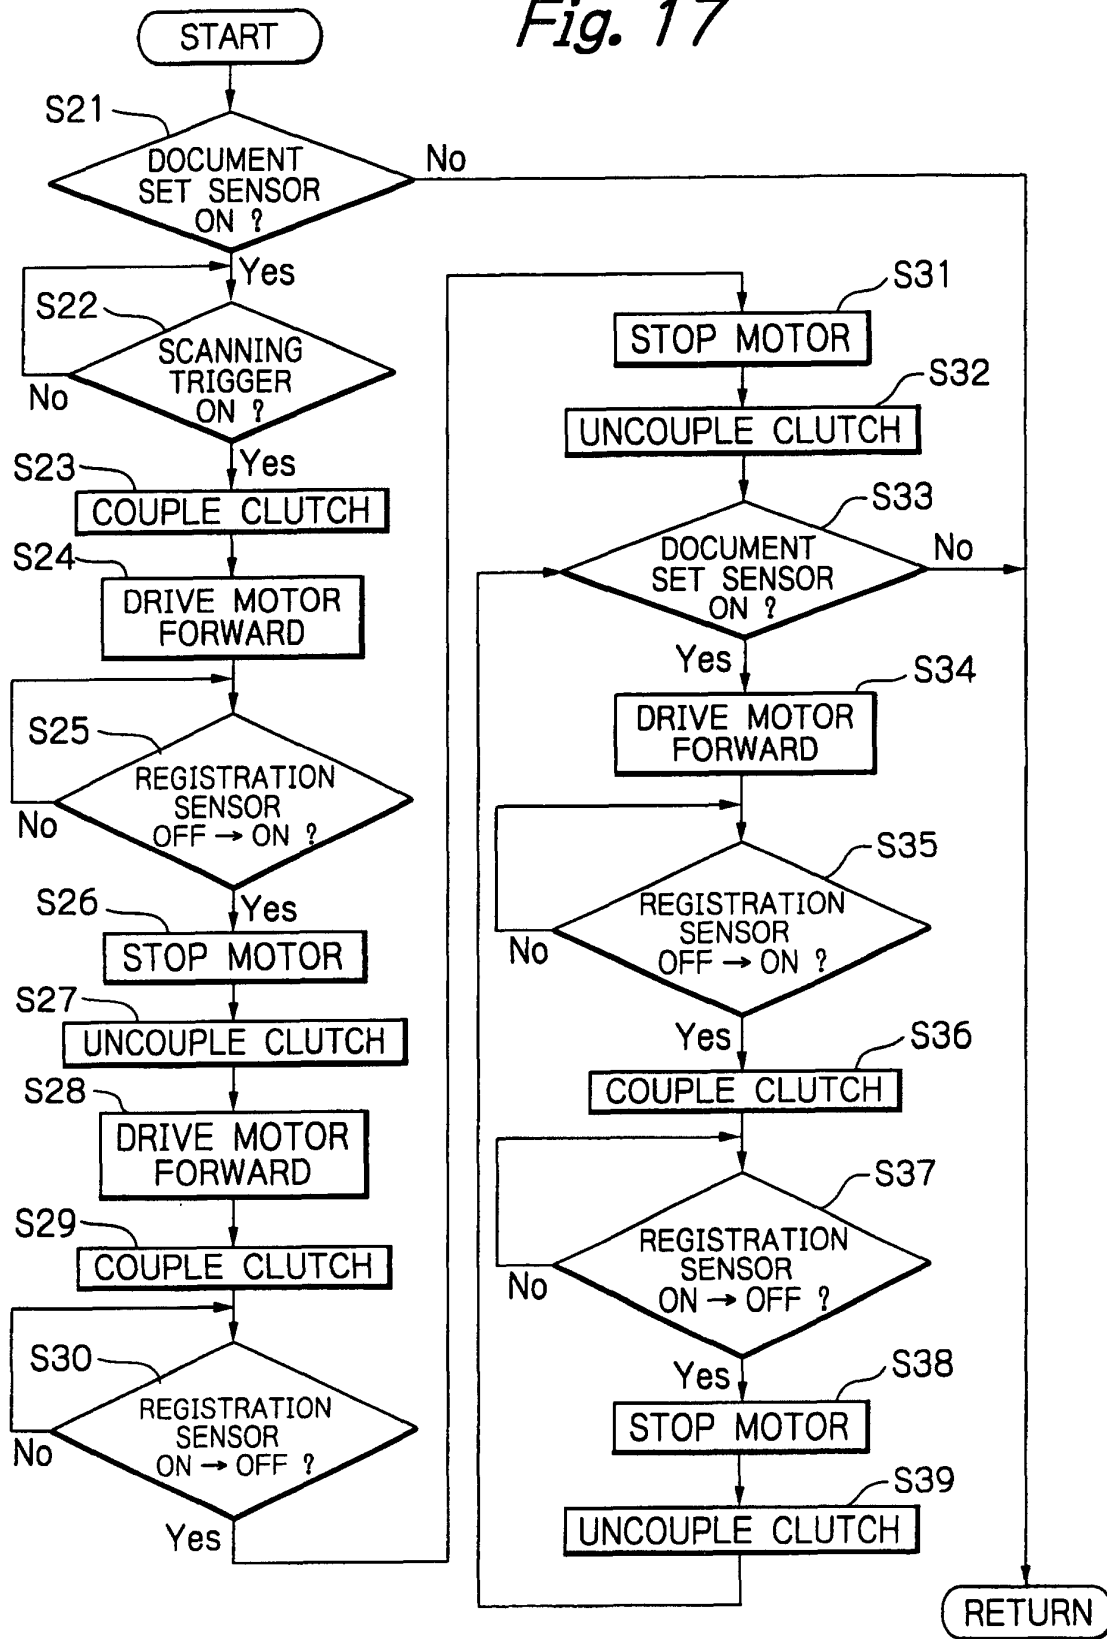 Fig. 17
START
S21
DOCUMENT
SET SENSOR
ON ?
No
Yes
S22
SCANNING
TRIGGER
ON ?
No
Yes
S23
COUPLE CLUTCH
S24
DRIVE MOTOR
FORWARD
S25
REGISTRATION
SENSOR
OFF → ON ?
No
Yes
S26
STOP MOTOR
S27
UNCOUPLE CLUTCH
S28
DRIVE MOTOR
FORWARD
S29
COUPLE CLUTCH
S30
REGISTRATION
SENSOR
ON → OFF ?
No
Yes
S31
STOP MOTOR
S32
UNCOUPLE CLUTCH
S33
DOCUMENT
SET SENSOR
ON ?
No
Yes
S34
DRIVE MOTOR
FORWARD
S35
REGISTRATION
SENSOR
OFF → ON ?
No
Yes
S36
COUPLE CLUTCH
S37
REGISTRATION
SENSOR
ON → OFF ?
No
Yes
S38
STOP MOTOR
S39
UNCOUPLE CLUTCH
RETURN